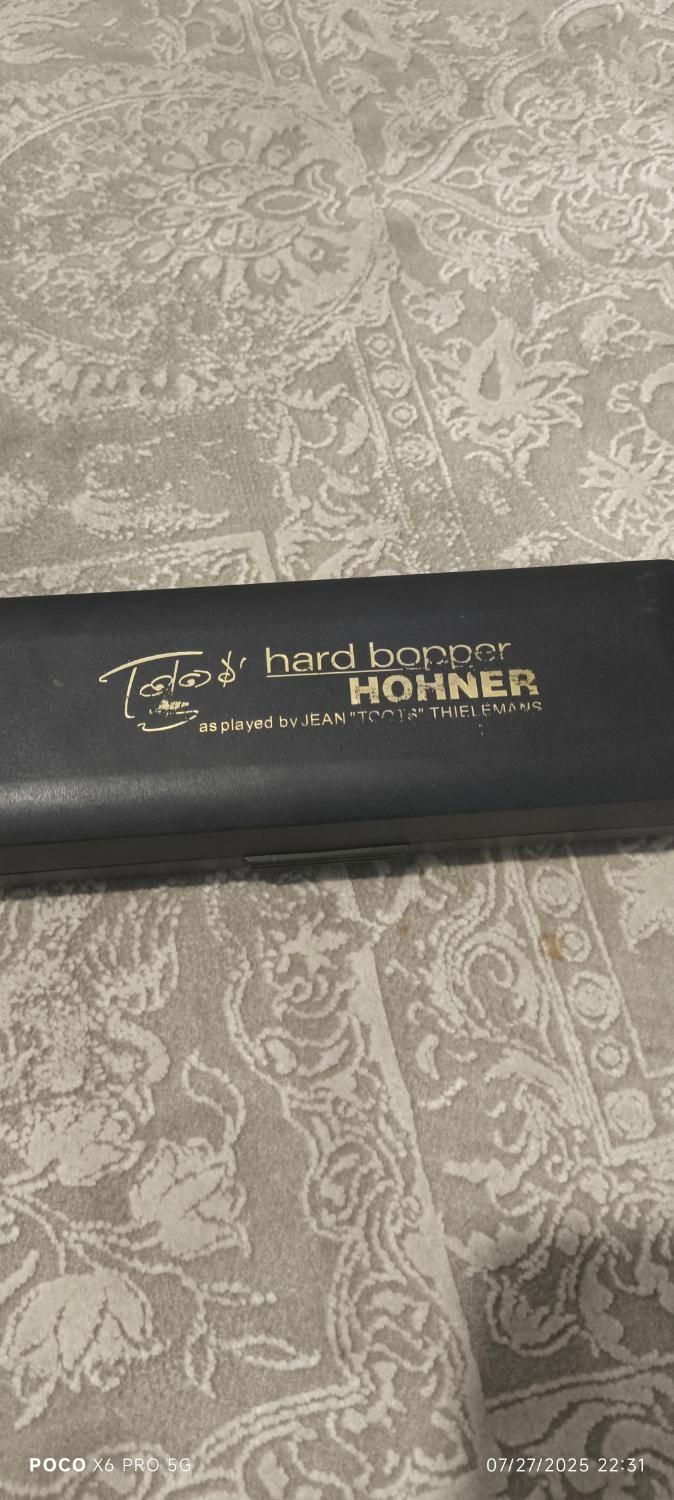 Toots'
hard bopper
HOHNER
as played by JEAN "TOOTS" THIELEMANS
POCO X6 PRO 5G
07/27/2025 22:31